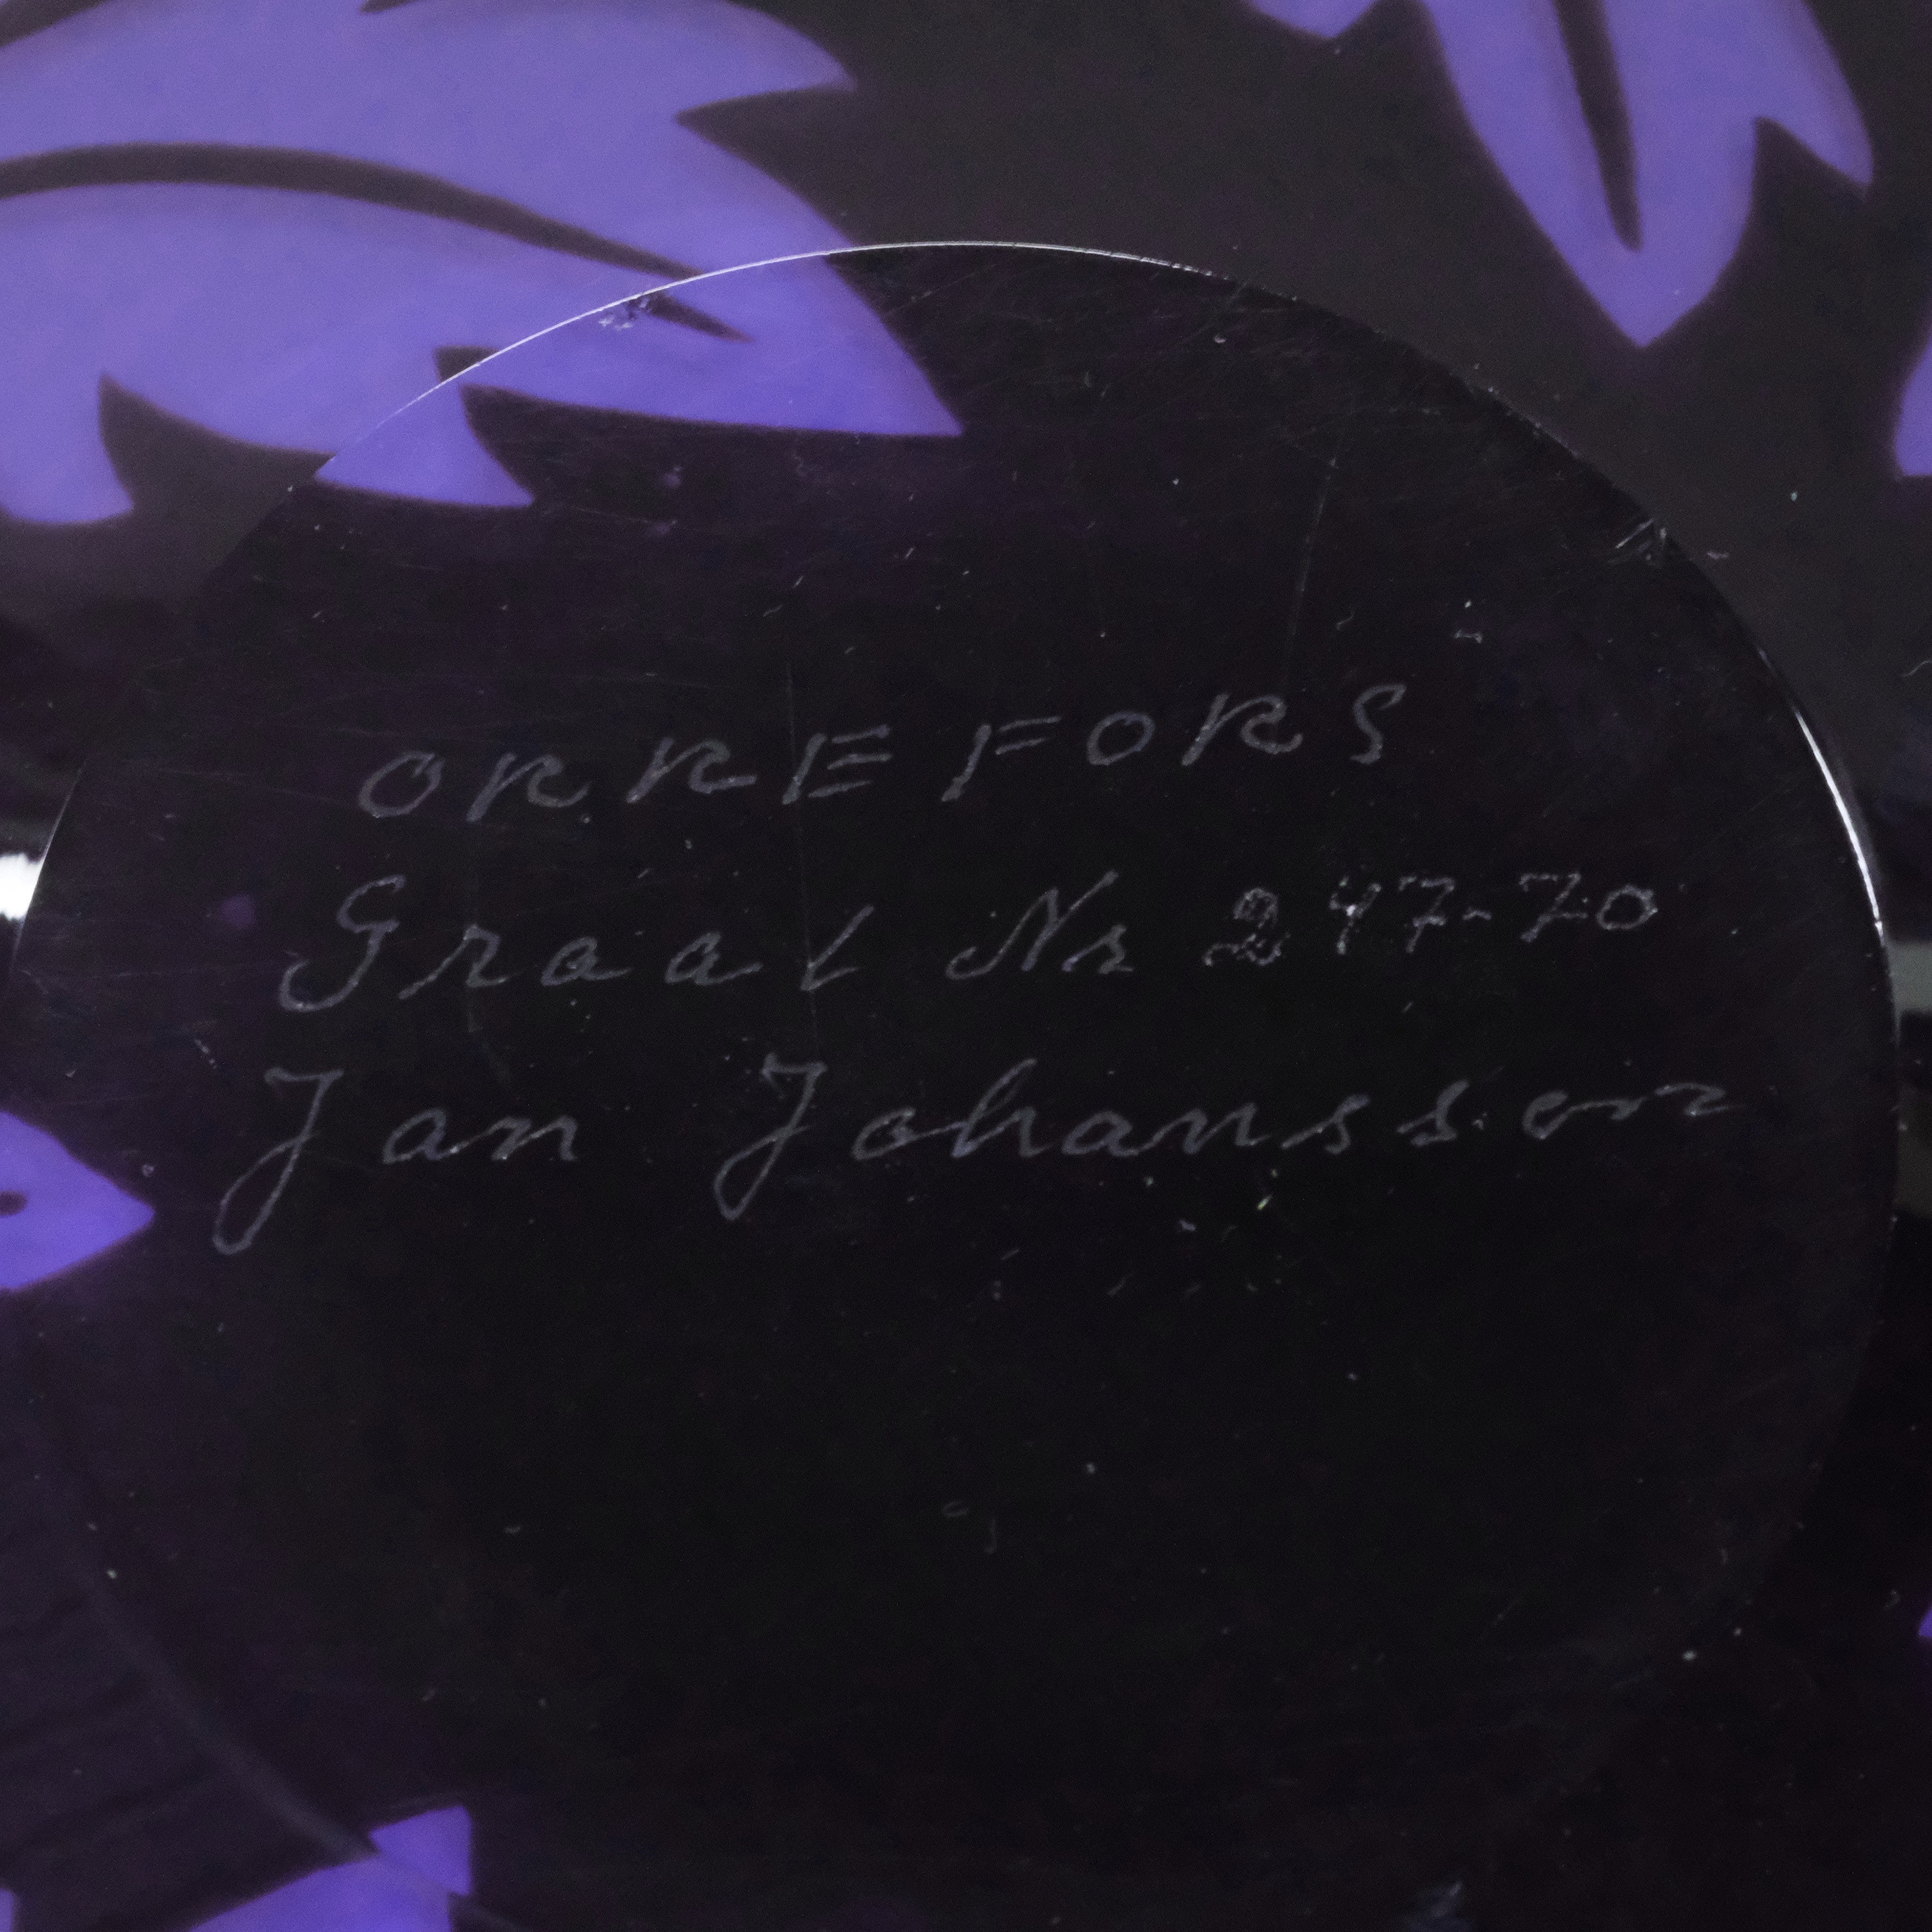 ORREFORS
Graal Nr 247-70
Jan Johansson